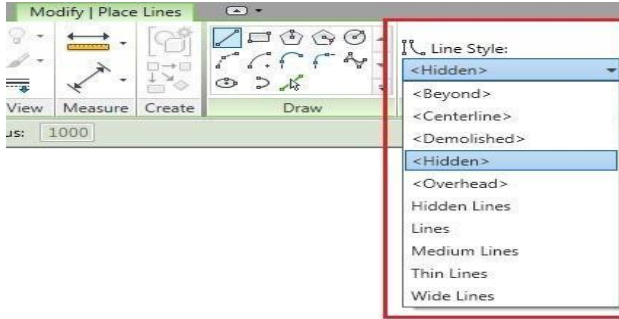 Modify | Place Lines
Line Style:
<Hidden>
<Beyond>
<Centerline>
<Demolished>
<Hidden>
<Overhead>
Hidden Lines
Lines
Medium Lines
Thin Lines
Wide Lines
View Measure Create Draw
us: 1000